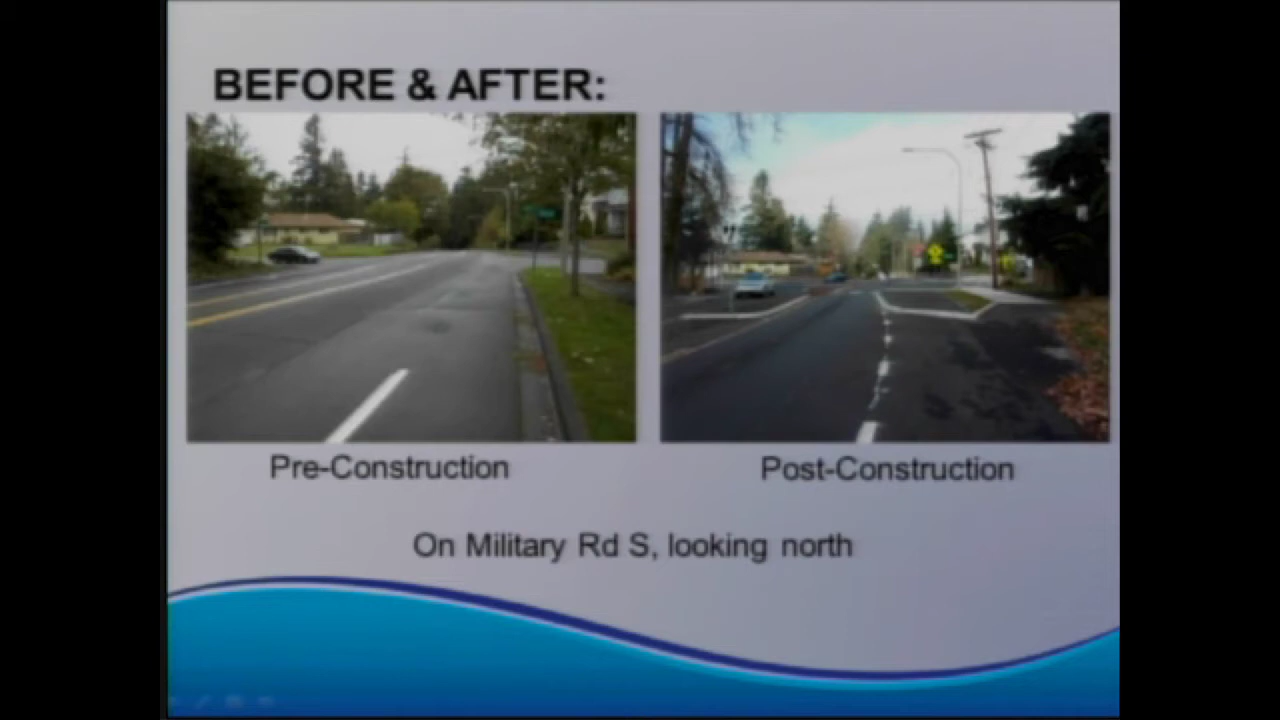 BEFORE & AFTER:
Pre-Construction
Post-Construction
On Military Rd S, looking north